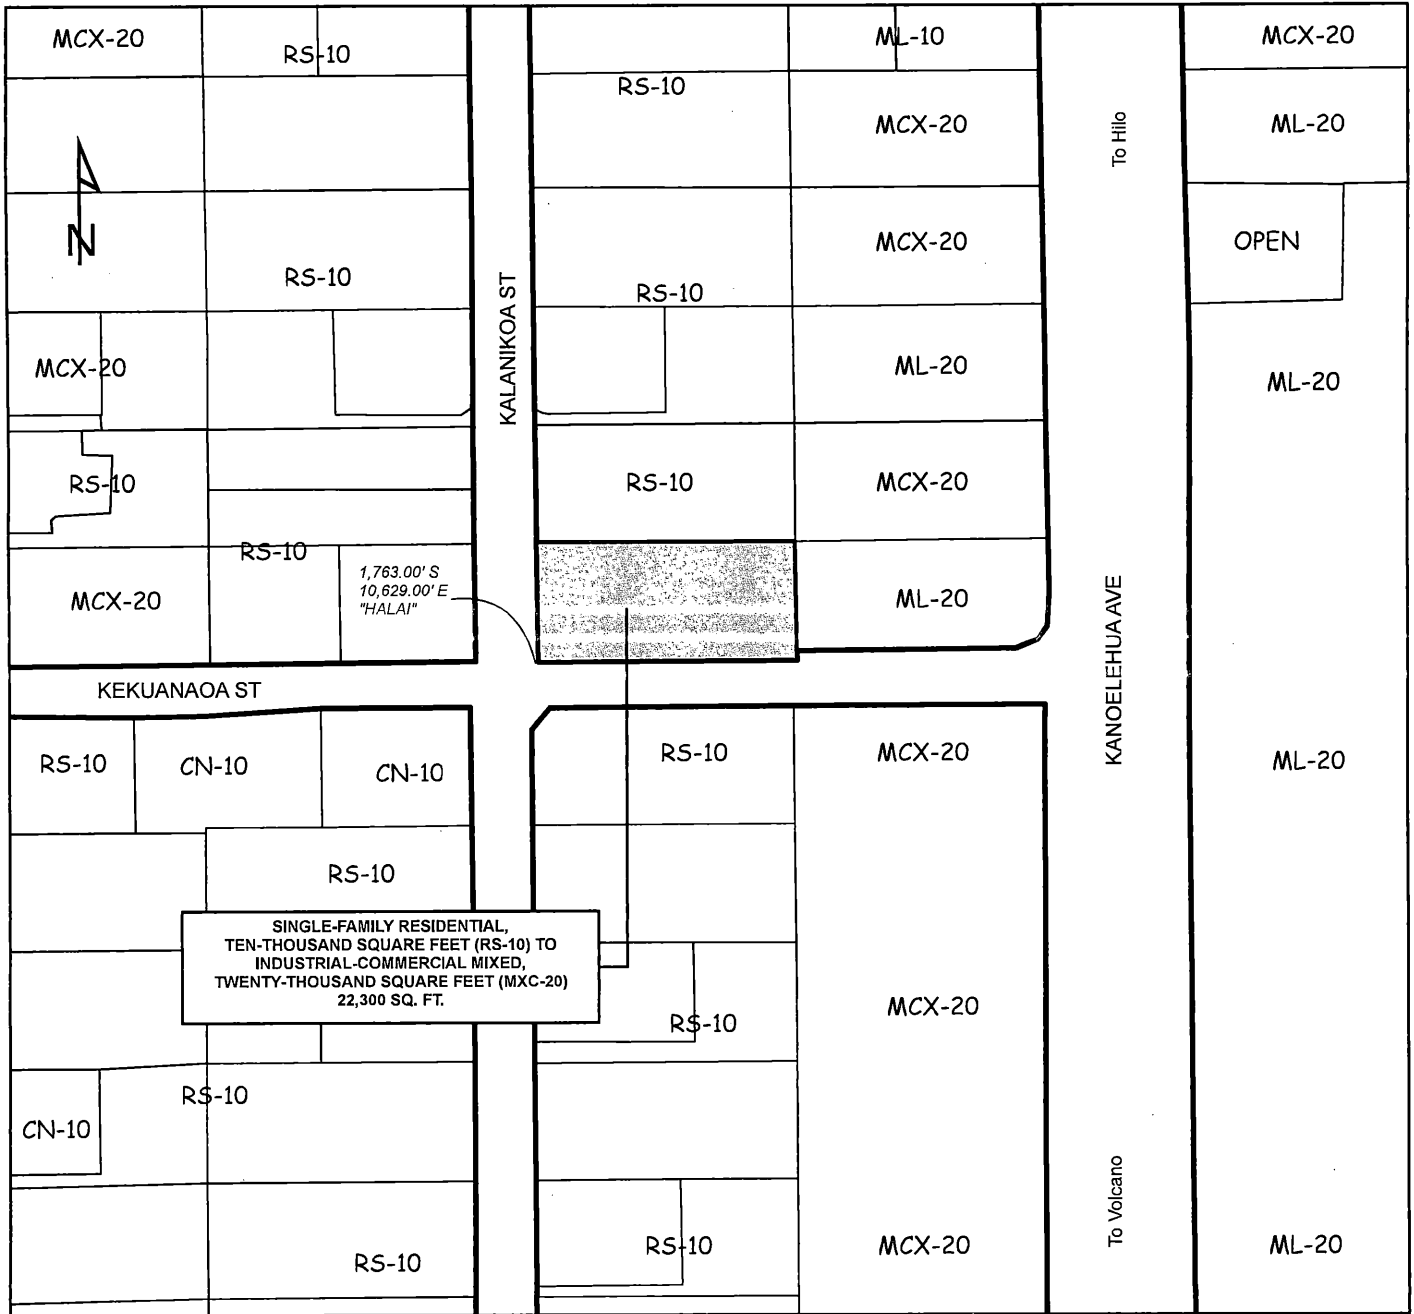 MCX-20
RS-10
ML-10
MCX-20
RS-10
MCX-20
To Hilo
ML-20
N
MCX-20
OPEN
RS-10
RS-10
KALANIKOA ST
MCX-20
ML-20
ML-20
RS-10
RS-10
MCX-20
RS-10
MCX-20
1,763.00' S
10,629.00' E
"HALAI"
ML-20
KANOELEHUA AVE
KEKUANAOA ST
RS-10
CN-10
CN-10
RS-10
MCX-20
ML-20
RS-10
SINGLE-FAMILY RESIDENTIAL,
TEN-THOUSAND SQUARE FEET (RS-10) TO
INDUSTRIAL-COMMERCIAL MIXED,
TWENTY-THOUSAND SQUARE FEET (MXC-20)
22,300 SQ. FT.
RS-10
MCX-20
RS-10
CN-10
To Volcano
RS-10
RS-10
MCX-20
ML-20